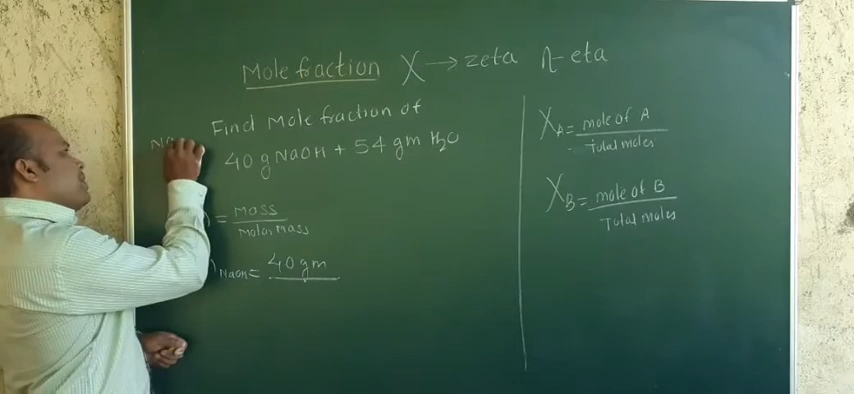 Mole fraction X → zeta η-eta
Find Mole fraction of
40 g NaOH + 54 gm H2O
= mass / molar mass
NaOH = 40 gm
XA = mole of A / Total moles
XB = mole of B / Total moles